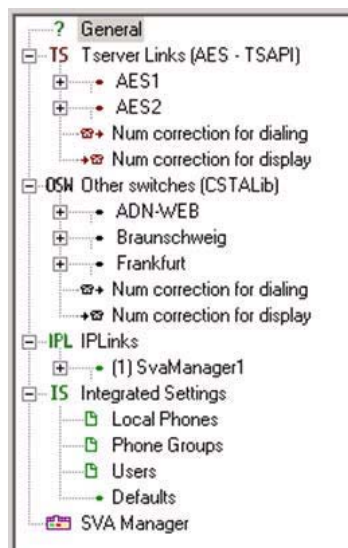 ? General
TS Tserver Links (AES - TSAPI)
AES1
AES2
Num correction for dialing
Num correction for display
OSW Other switches (CSTALib)
ADN-WEB
Braunschweig
Frankfurt
Num correction for dialing
Num correction for display
IPL IPLinks
(1) SvaManager1
IS Integrated Settings
Local Phones
Phone Groups
Users
Defaults
SVA Manager